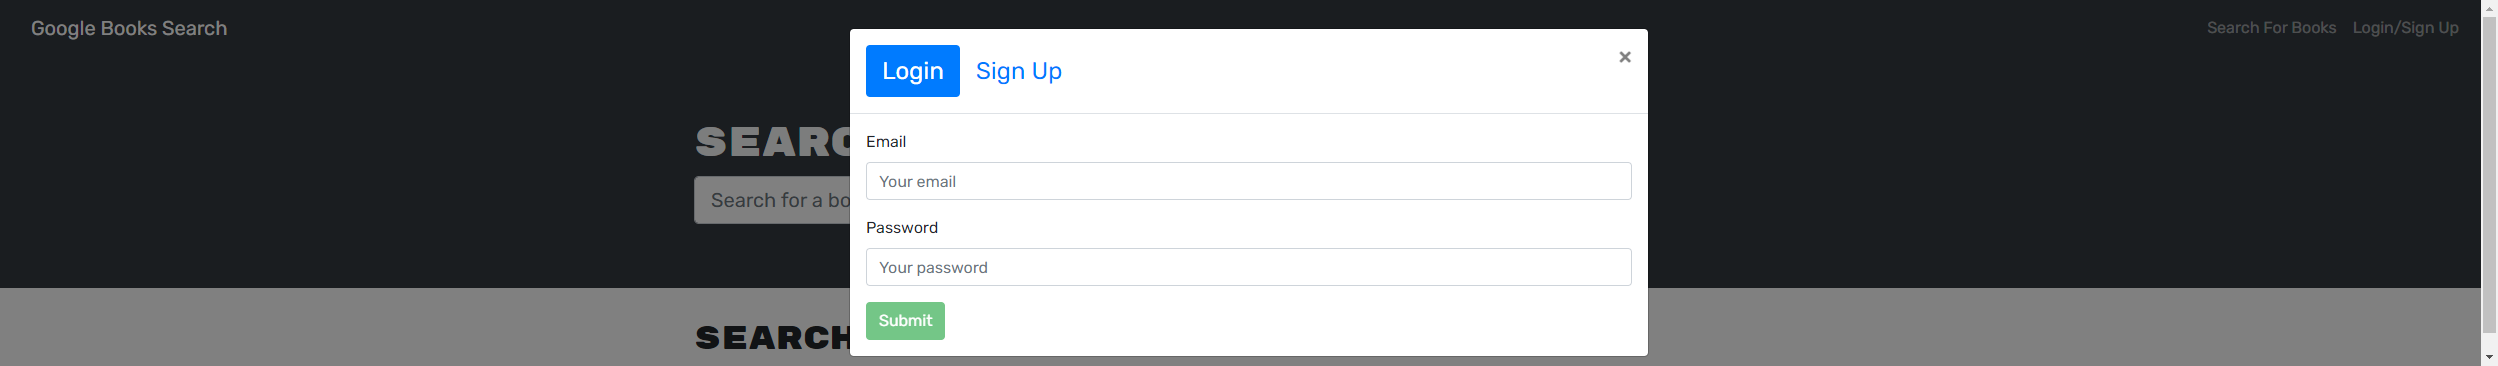 Google Books Search
Search For Books Login/Sign Up
Login Sign Up ×
SEARC
Email
Your email
Search for a bo
Password
Your password
Submit
SEARCH